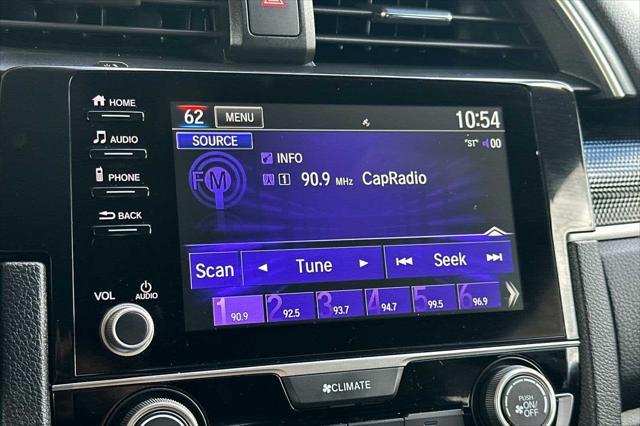 HOME
AUDIO
PHONE
BACK
VOL AUDIO
62 MENU 10:54
SOURCE "ST" 00
INFO
FM
1 90.9 MHz CapRadio
Scan Tune Seek
1 90.9 2 92.5 3 93.7 4 94.7 5 99.5 6 96.9
CLIMATE
PUSH ON/OFF